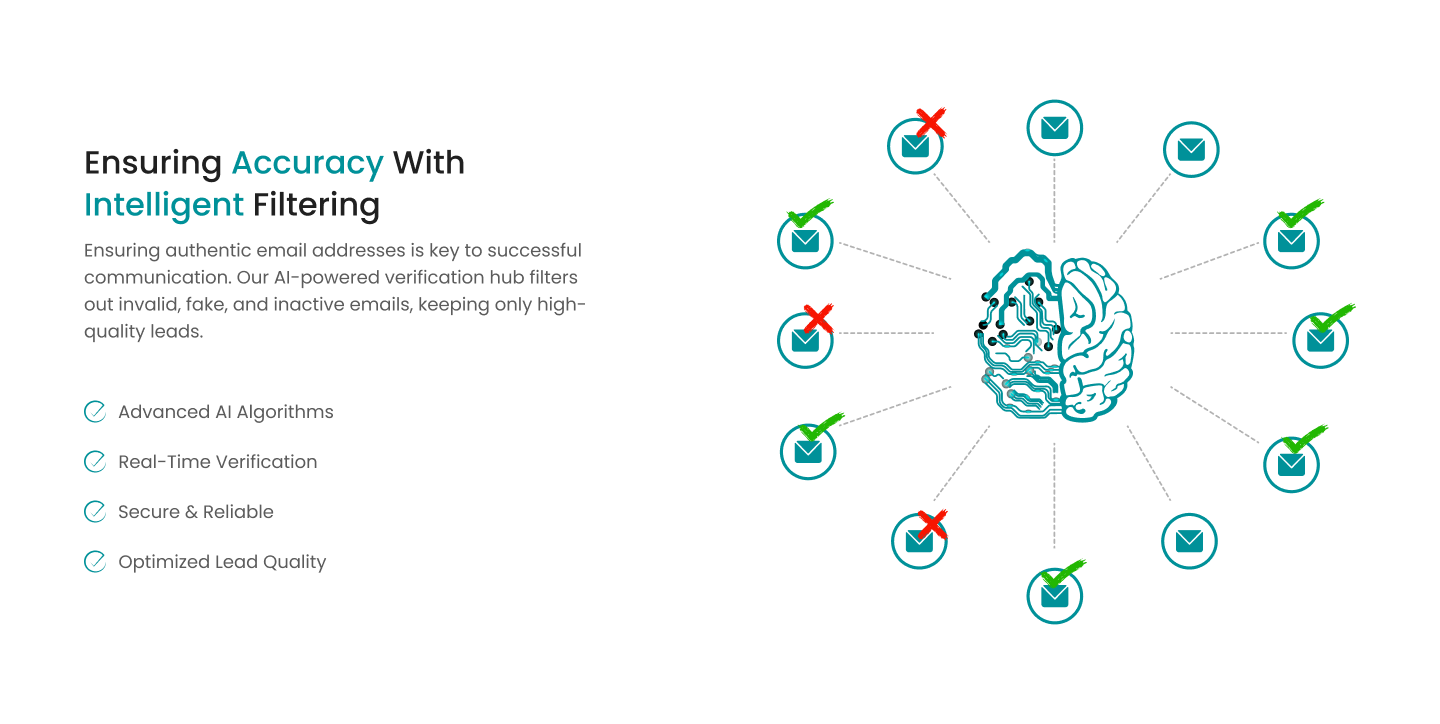 Ensuring Accuracy With
Intelligent Filtering
Ensuring authentic email addresses is key to successful
communication. Our AI-powered verification hub filters
out invalid, fake, and inactive emails, keeping only high-
quality leads.
Advanced AI Algorithms
Real-Time Verification
Secure & Reliable
Optimized Lead Quality